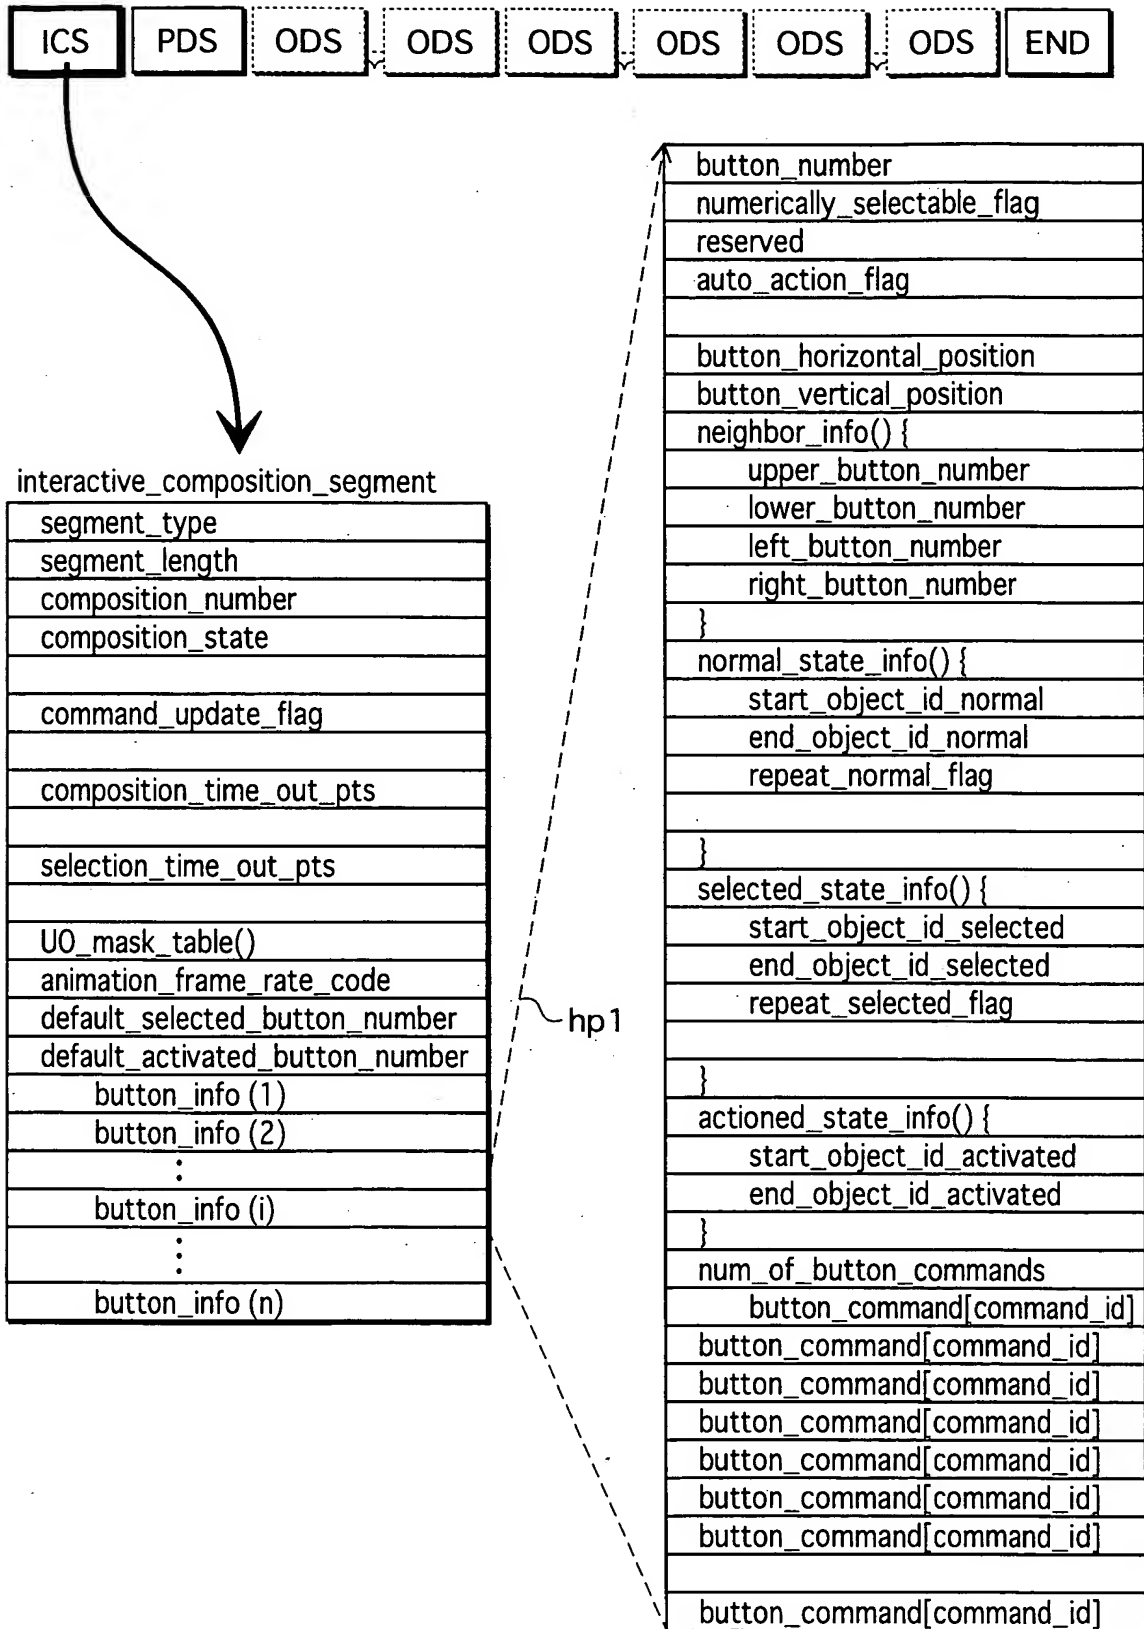 ICS PDS ODS ODS ODS ODS ODS ODS END
interactive_composition_segment
segment_type
segment_length
composition_number
composition_state
command_update_flag
composition_time_out_pts
selection_time_out_pts
UO_mask_table()
animation_frame_rate_code
default_selected_button_number
default_activated_button_number
button_info (1)
button_info (2)
⋮
button_info (i)
⋮
button_info (n)
hp1
button_number
numerically_selectable_flag
reserved
auto_action_flag
button_horizontal_position
button_vertical_position
neighbor_info() {
upper_button_number
lower_button_number
left_button_number
right_button_number
}
normal_state_info() {
start_object_id_normal
end_object_id_normal
repeat_normal_flag
}
selected_state_info() {
start_object_id_selected
end_object_id_selected
repeat_selected_flag
}
actioned_state_info() {
start_object_id_activated
end_object_id_activated
}
num_of_button_commands
button_command[command_id]
button_command[command_id]
button_command[command_id]
button_command[command_id]
button_command[command_id]
button_command[command_id]
button_command[command_id]
button_command[command_id]